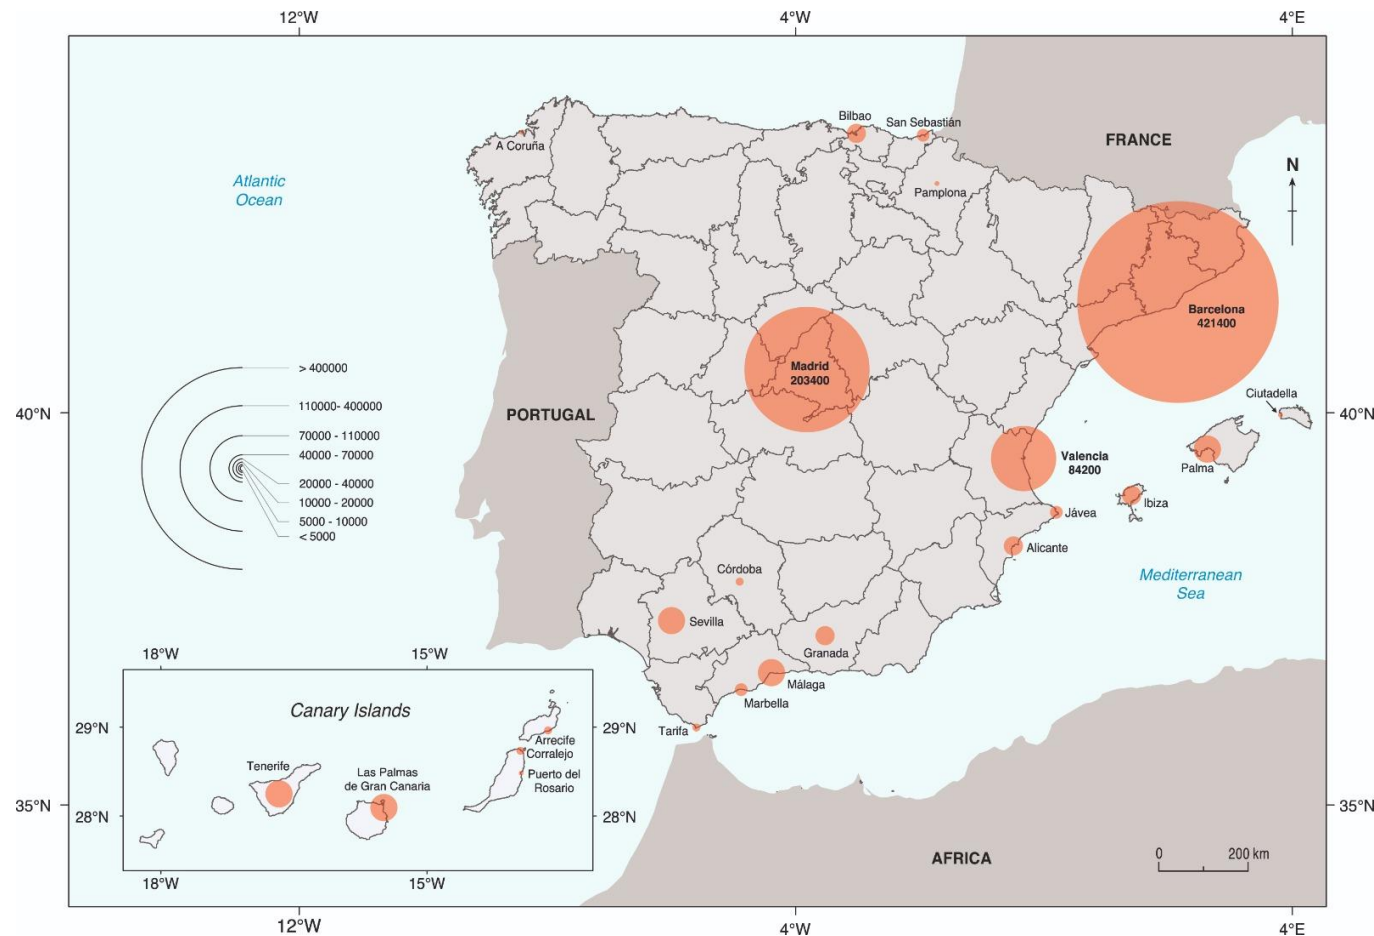 12°W
4°W
4°E
Bilbao
San Sebastián
A Coruña
FRANCE
N
Atlantic
Ocean
Pamplona
Barcelona
421400
Madrid
203400
> 400000
110000- 400000
70000 - 110000
40000 - 70000
20000 - 40000
10000 - 20000
5000 - 10000
< 5000
40°N
PORTUGAL
Ciutadella
40°N
Valencia
84200
Palma
Ibiza
Jávea
Alicante
Córdoba
Mediterranean
Sea
Sevilla
Granada
Málaga
Marbella
Tarifa
18°W
15°W
Canary Islands
29°N
29°N
Arrecife
Corralejo
Tenerife
Las Palmas
de Gran Canaria
Puerto del
Rosario
28°N
28°N
35°N
35°N
AFRICA
0
200 km
18°W
15°W
12°W
4°W
4°E